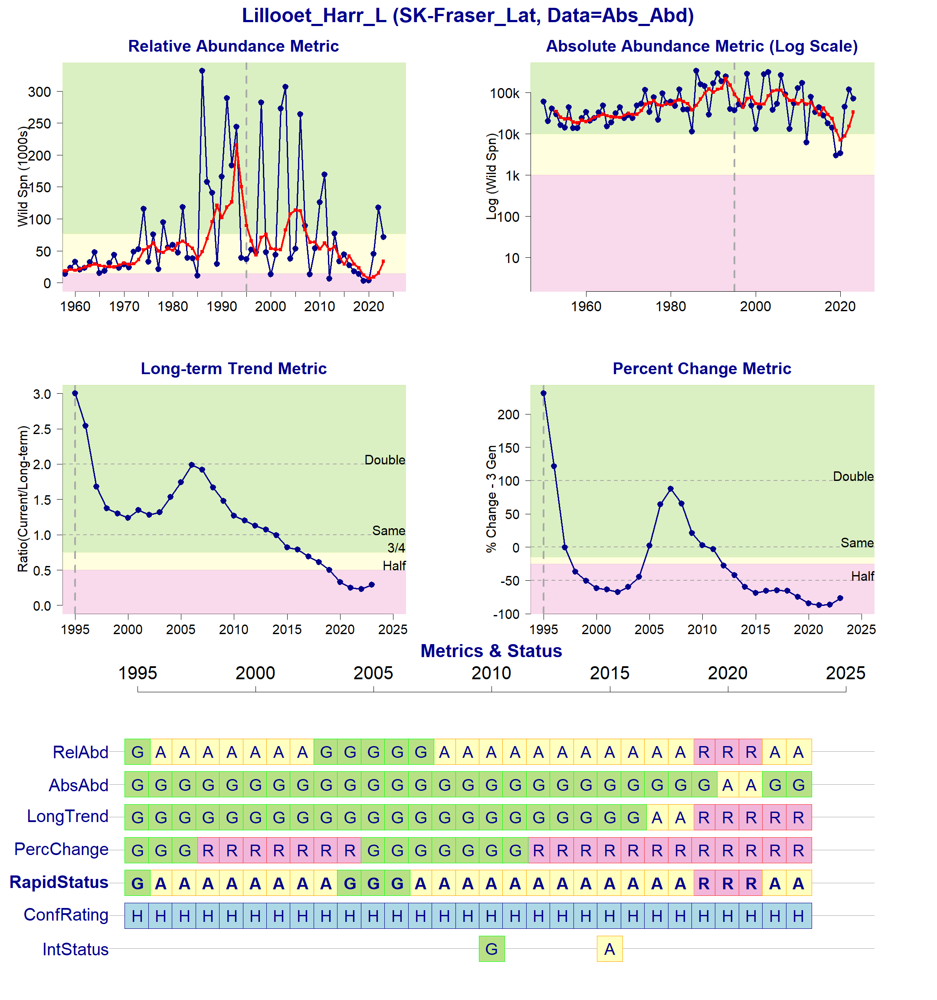 Lillooet_Harr_L (SK-Fraser_Lat, Data=Abs_Abd)
Relative Abundance Metric
Wild Spn (1000s)
300
250
200
150
100
50
0
1960 1970 1980 1990 2000 2010 2020
Absolute Abundance Metric (Log Scale)
Log (Wild Spn)
100k
10k
1k
100
10
1960 1980 2000 2020
Long-term Trend Metric
Ratio(Current/Long-term)
3.0
2.5
2.0
1.5
1.0
0.5
0.0
Double
Same
3/4
Half
1995 2000 2005 2010 2015 2020 2025
Percent Change Metric
% Change - 3 Gen
200
150
100
50
0
-50
-100
Double
Same
Half
1995 2000 2005 2010 2015 2020 2025
Metrics & Status
1995 2000 2005 2010 2015 2020 2025
RelAbd G A A A A A A A G G G G G A A A A A A A A A A A R R R A A
AbsAbd G G G G G G G G G G G G G G G G G G G G G G G G G A A G G
LongTrend G G G G G G G G G G G G G G G G G G G G G G A A R R R R R
PercChange G G G R R R R R R R G G G G G G G R R R R R R R R R R R R
RapidStatus G A A A A A A A A G G G A A A A A A A A A A A A R R R A A
ConfRating H H H H H H H H H H H H H H H H H H H H H H H H H H H H H
IntStatus G A